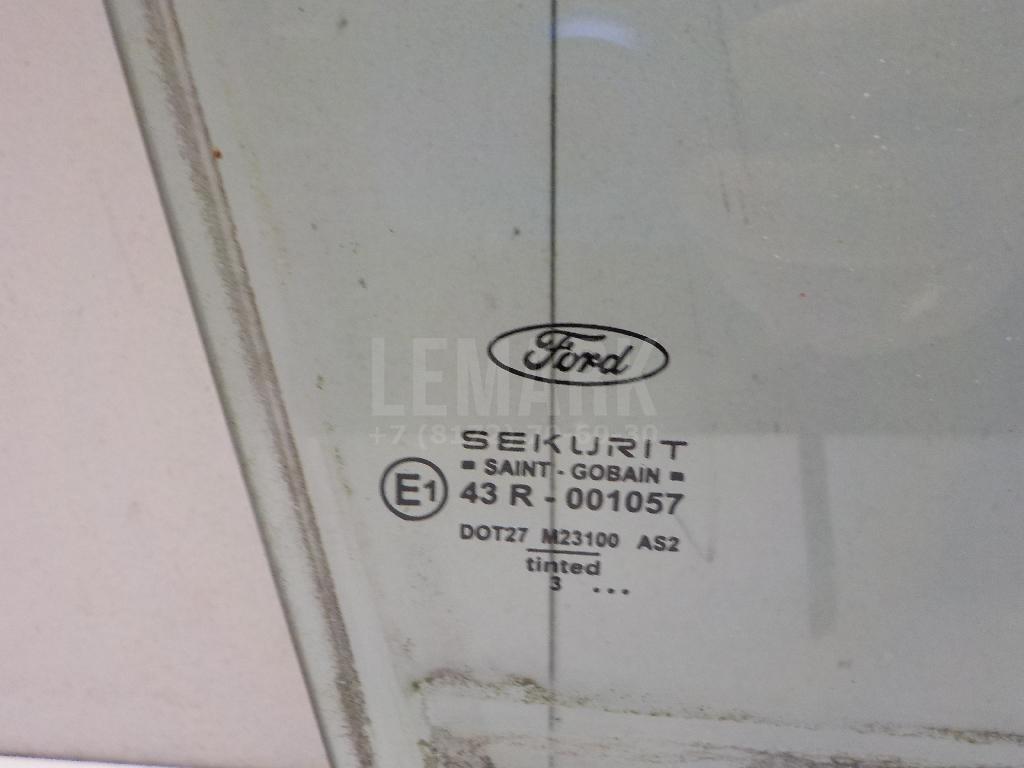 Ford
LEMARK
SEKURIT
SAINT - GOBAIN
E1 43 R - 001057
DOT27 M23100 AS2
tinted
3 ...